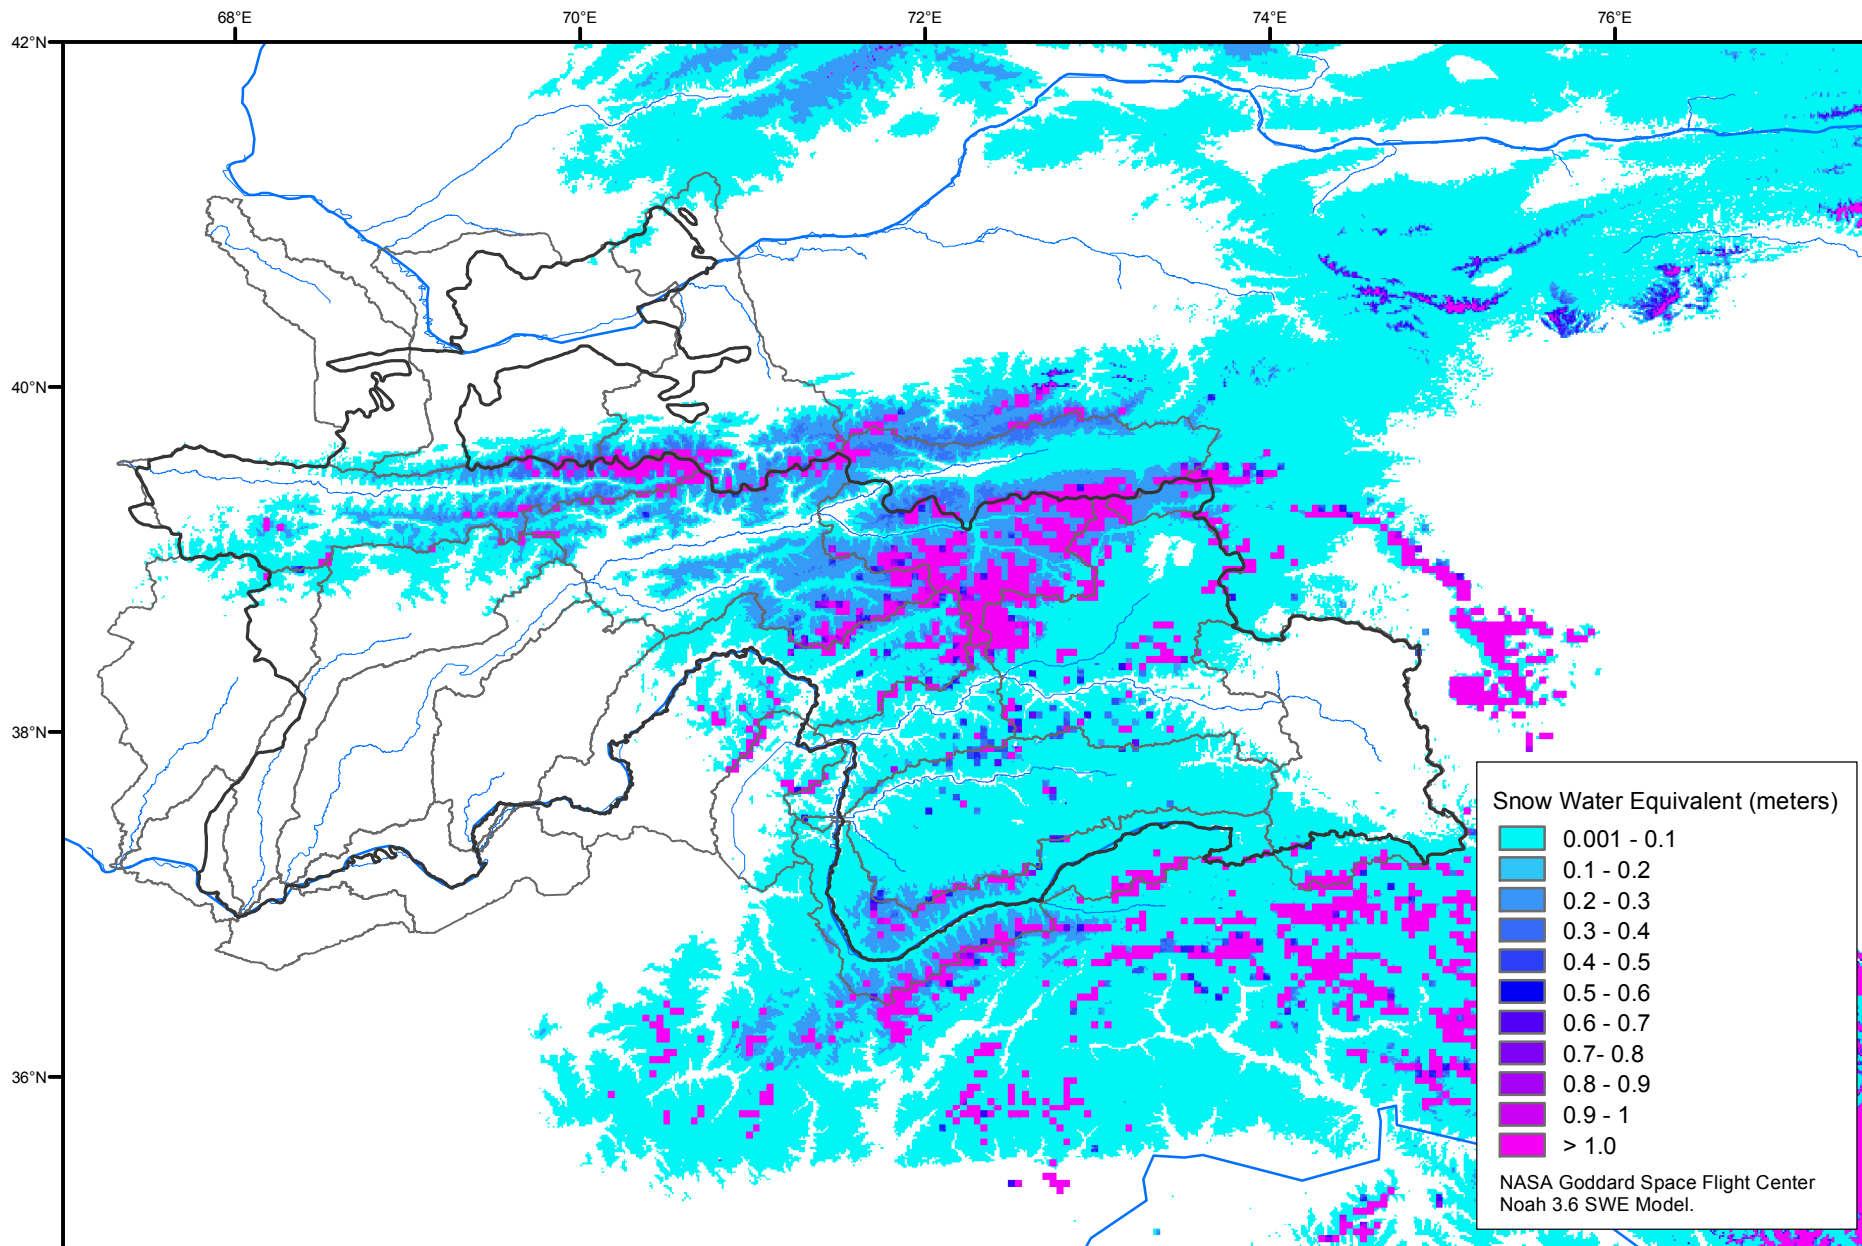 68°E
70°E
72°E
74°E
76°E
42°N
40°N
38°N
36°N
Snow Water Equivalent (meters)
0.001 - 0.1
0.1 - 0.2
0.2 - 0.3
0.3 - 0.4
0.4 - 0.5
0.5 - 0.6
0.6 - 0.7
0.7- 0.8
0.8 - 0.9
0.9 - 1
> 1.0
NASA Goddard Space Flight Center
Noah 3.6 SWE Model.